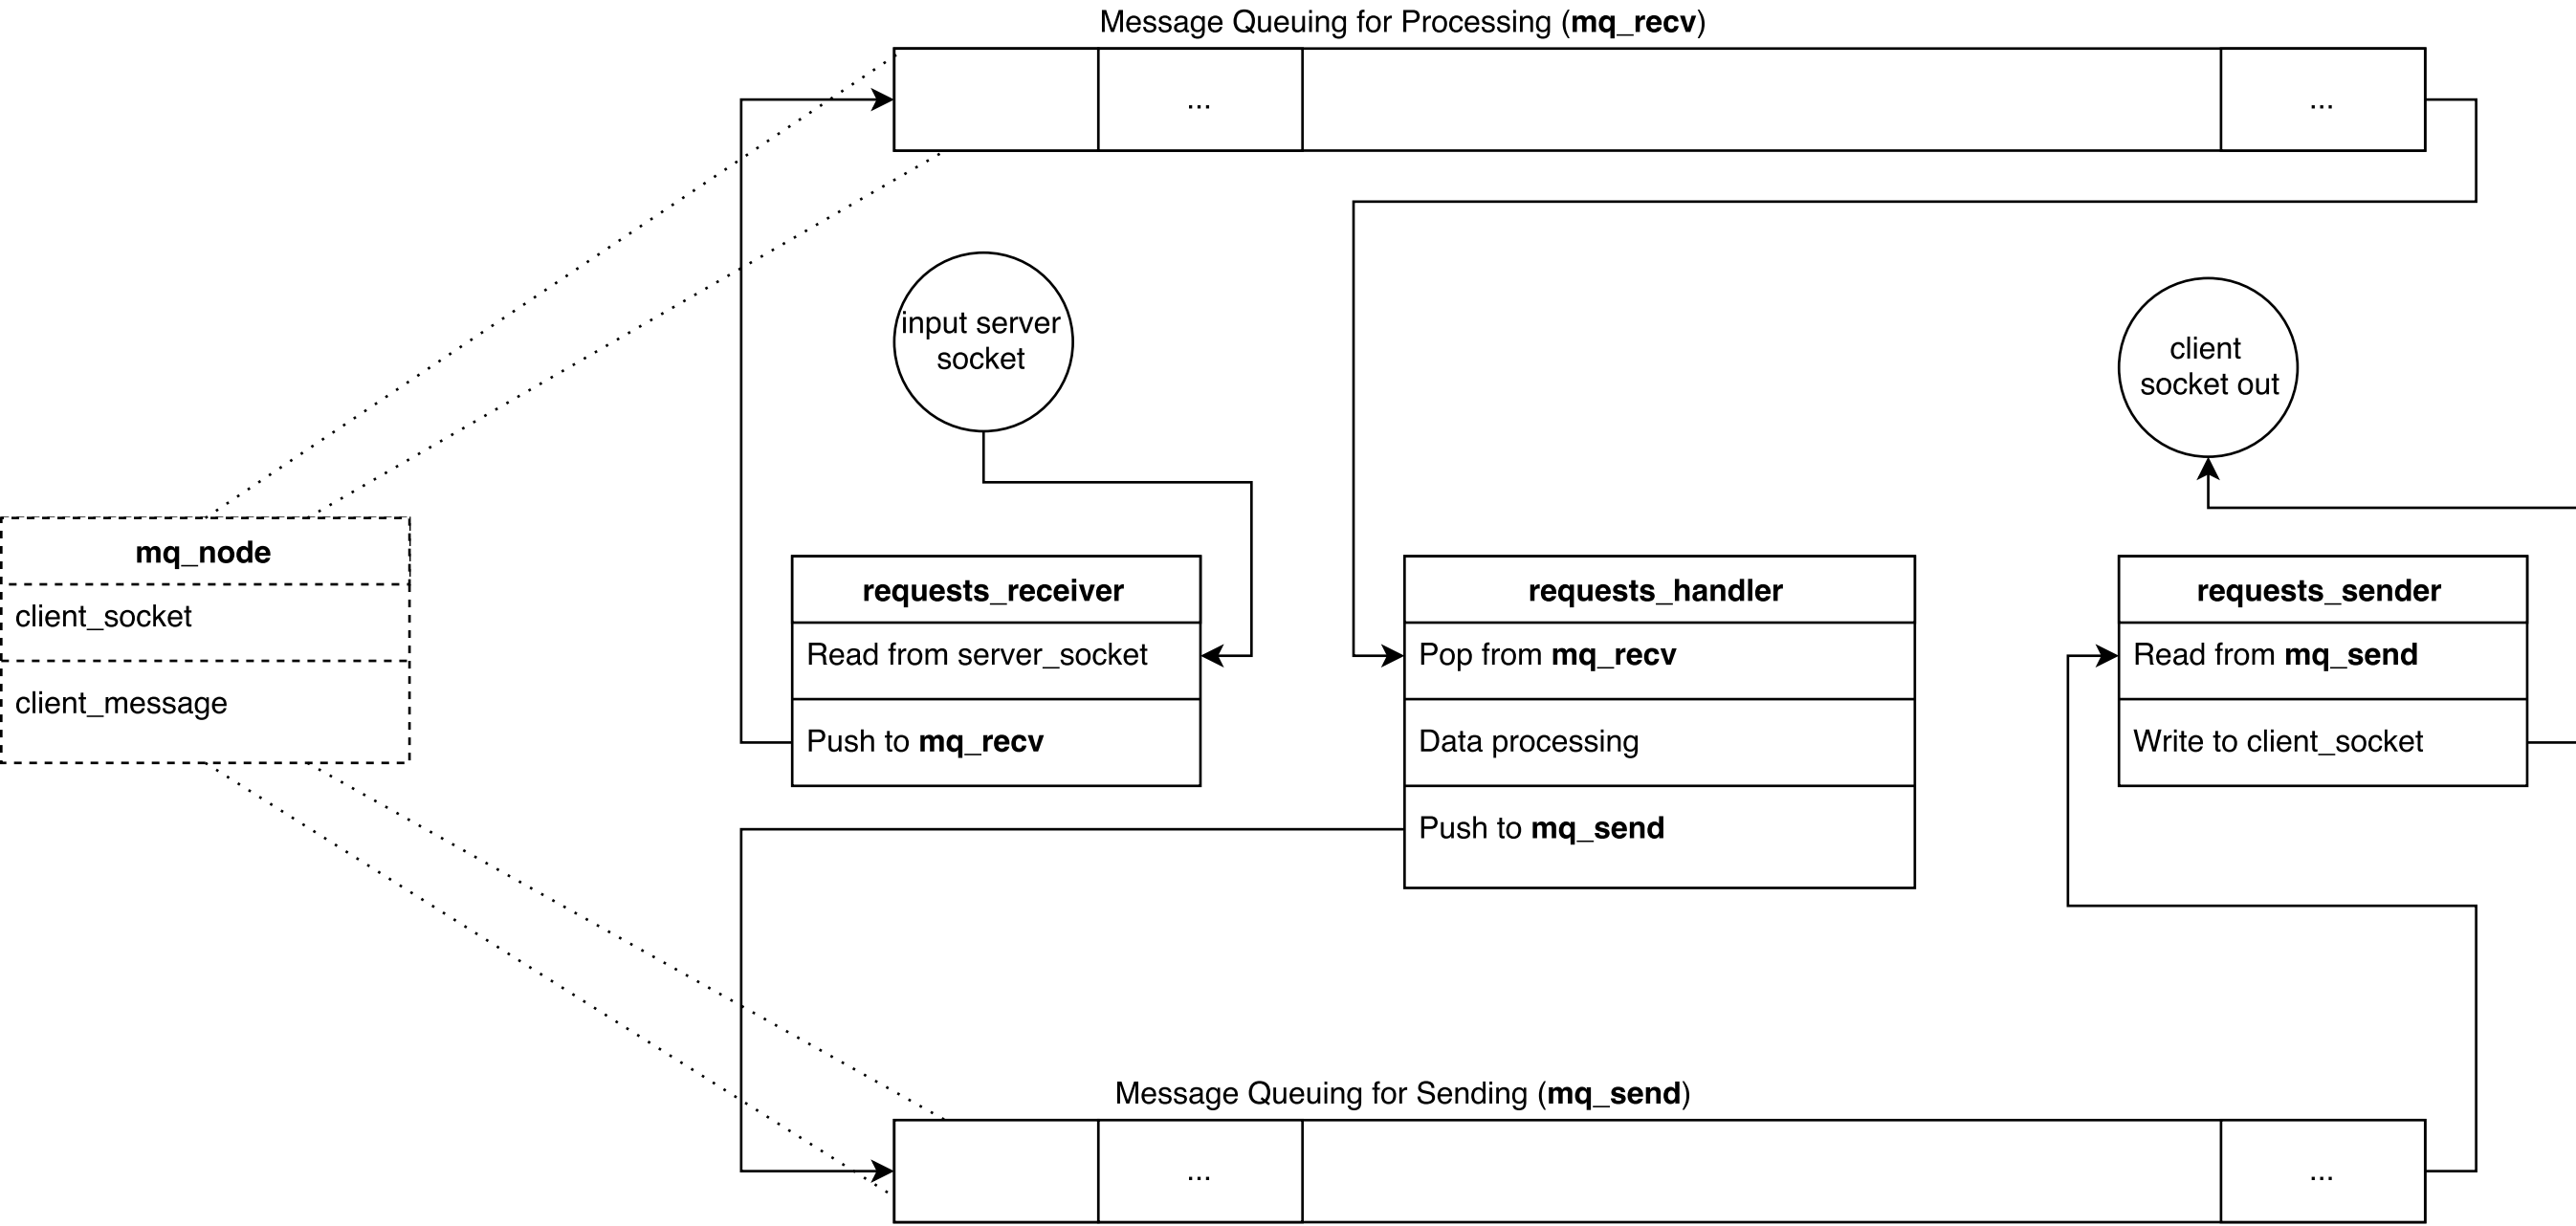 Message Queuing for Processing (mq_recv)
...
...
input server
socket
client
socket out
mq_node
client_socket
client_message
requests_receiver
Read from server_socket
Push to mq_recv
requests_handler
Pop from mq_recv
Data processing
Push to mq_send
requests_sender
Read from mq_send
Write to client_socket
Message Queuing for Sending (mq_send)
...
...